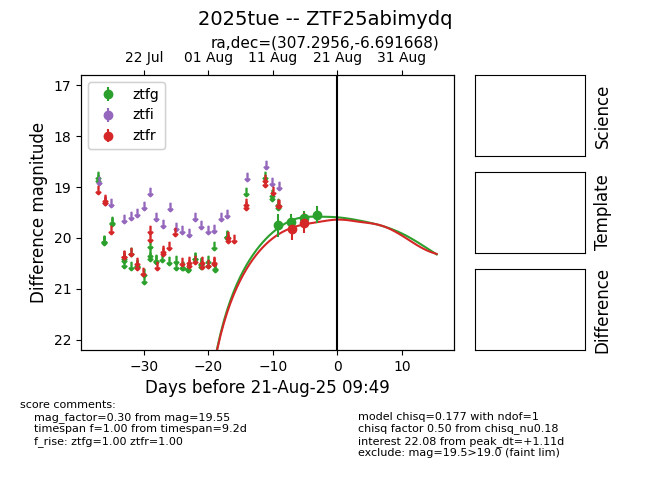 2025tue -- ZTF25abimydq
ra,dec=(307.2956,-6.691668)
22 Jul 01 Aug 11 Aug 21 Aug 31 Aug
ztfg
ztfi
ztfr
17
18
19
20
21
22
Difference magnitude
−30 −20 −10 0 10
Days before 21-Aug-25 09:49
Science
Template
Difference
score comments:
mag_factor=0.30 from mag=19.55
timespan f=1.00 from timespan=9.2d
f_rise: ztfg=1.00 ztfr=1.00
model chisq=0.177 with ndof=1
chisq factor 0.50 from chisq_nu0.18
interest 22.08 from peak_dt=+1.11d
exclude: mag=19.5>19.0 (faint lim)